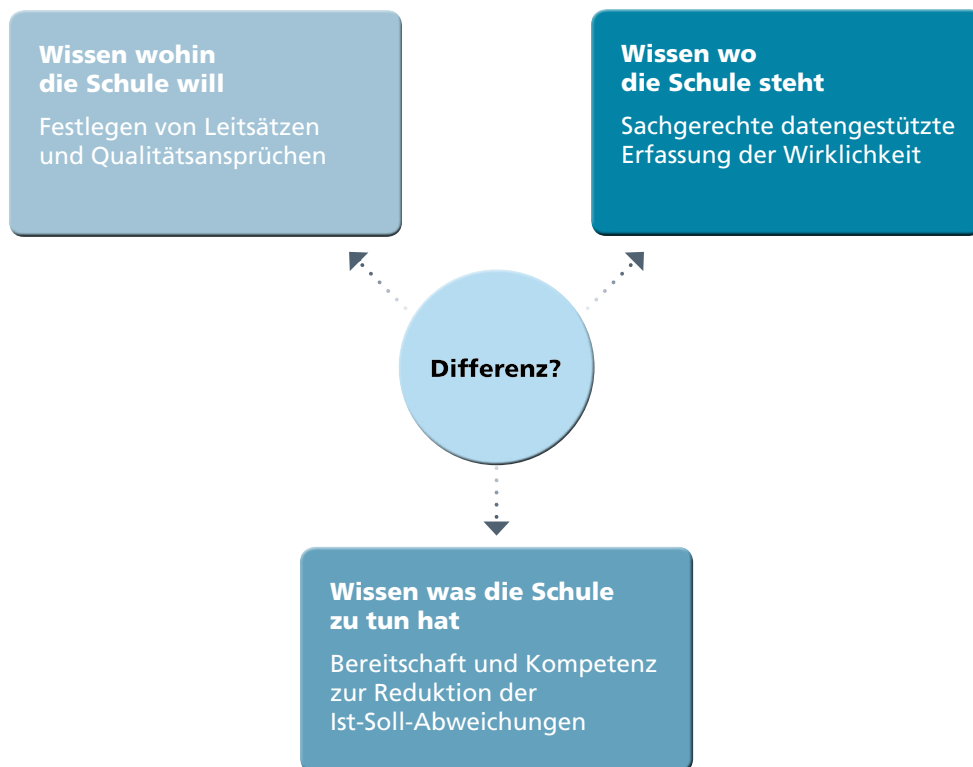 Wissen wohin
die Schule will
Festlegen von Leitsätzen
und Qualitätsansprüchen
Wissen wo
die Schule steht
Sachgerechte datengestützte
Erfassung der Wirklichkeit
Differenz?
Wissen was die Schule
zu tun hat
Bereitschaft und Kompetenz
zur Reduktion der
Ist-Soll-Abweichungen